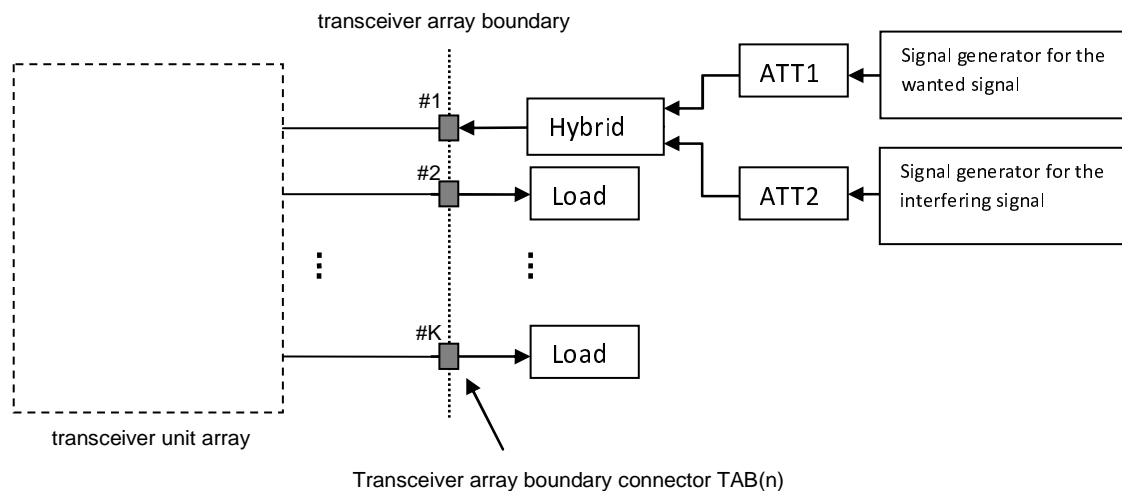 transceiver array boundary
#1
Hybrid
ATT1
Signal generator for the
wanted signal
#2
Load
ATT2
Signal generator for the
interfering signal
#K
Load
transceiver unit array
Transceiver array boundary connector TAB(n)